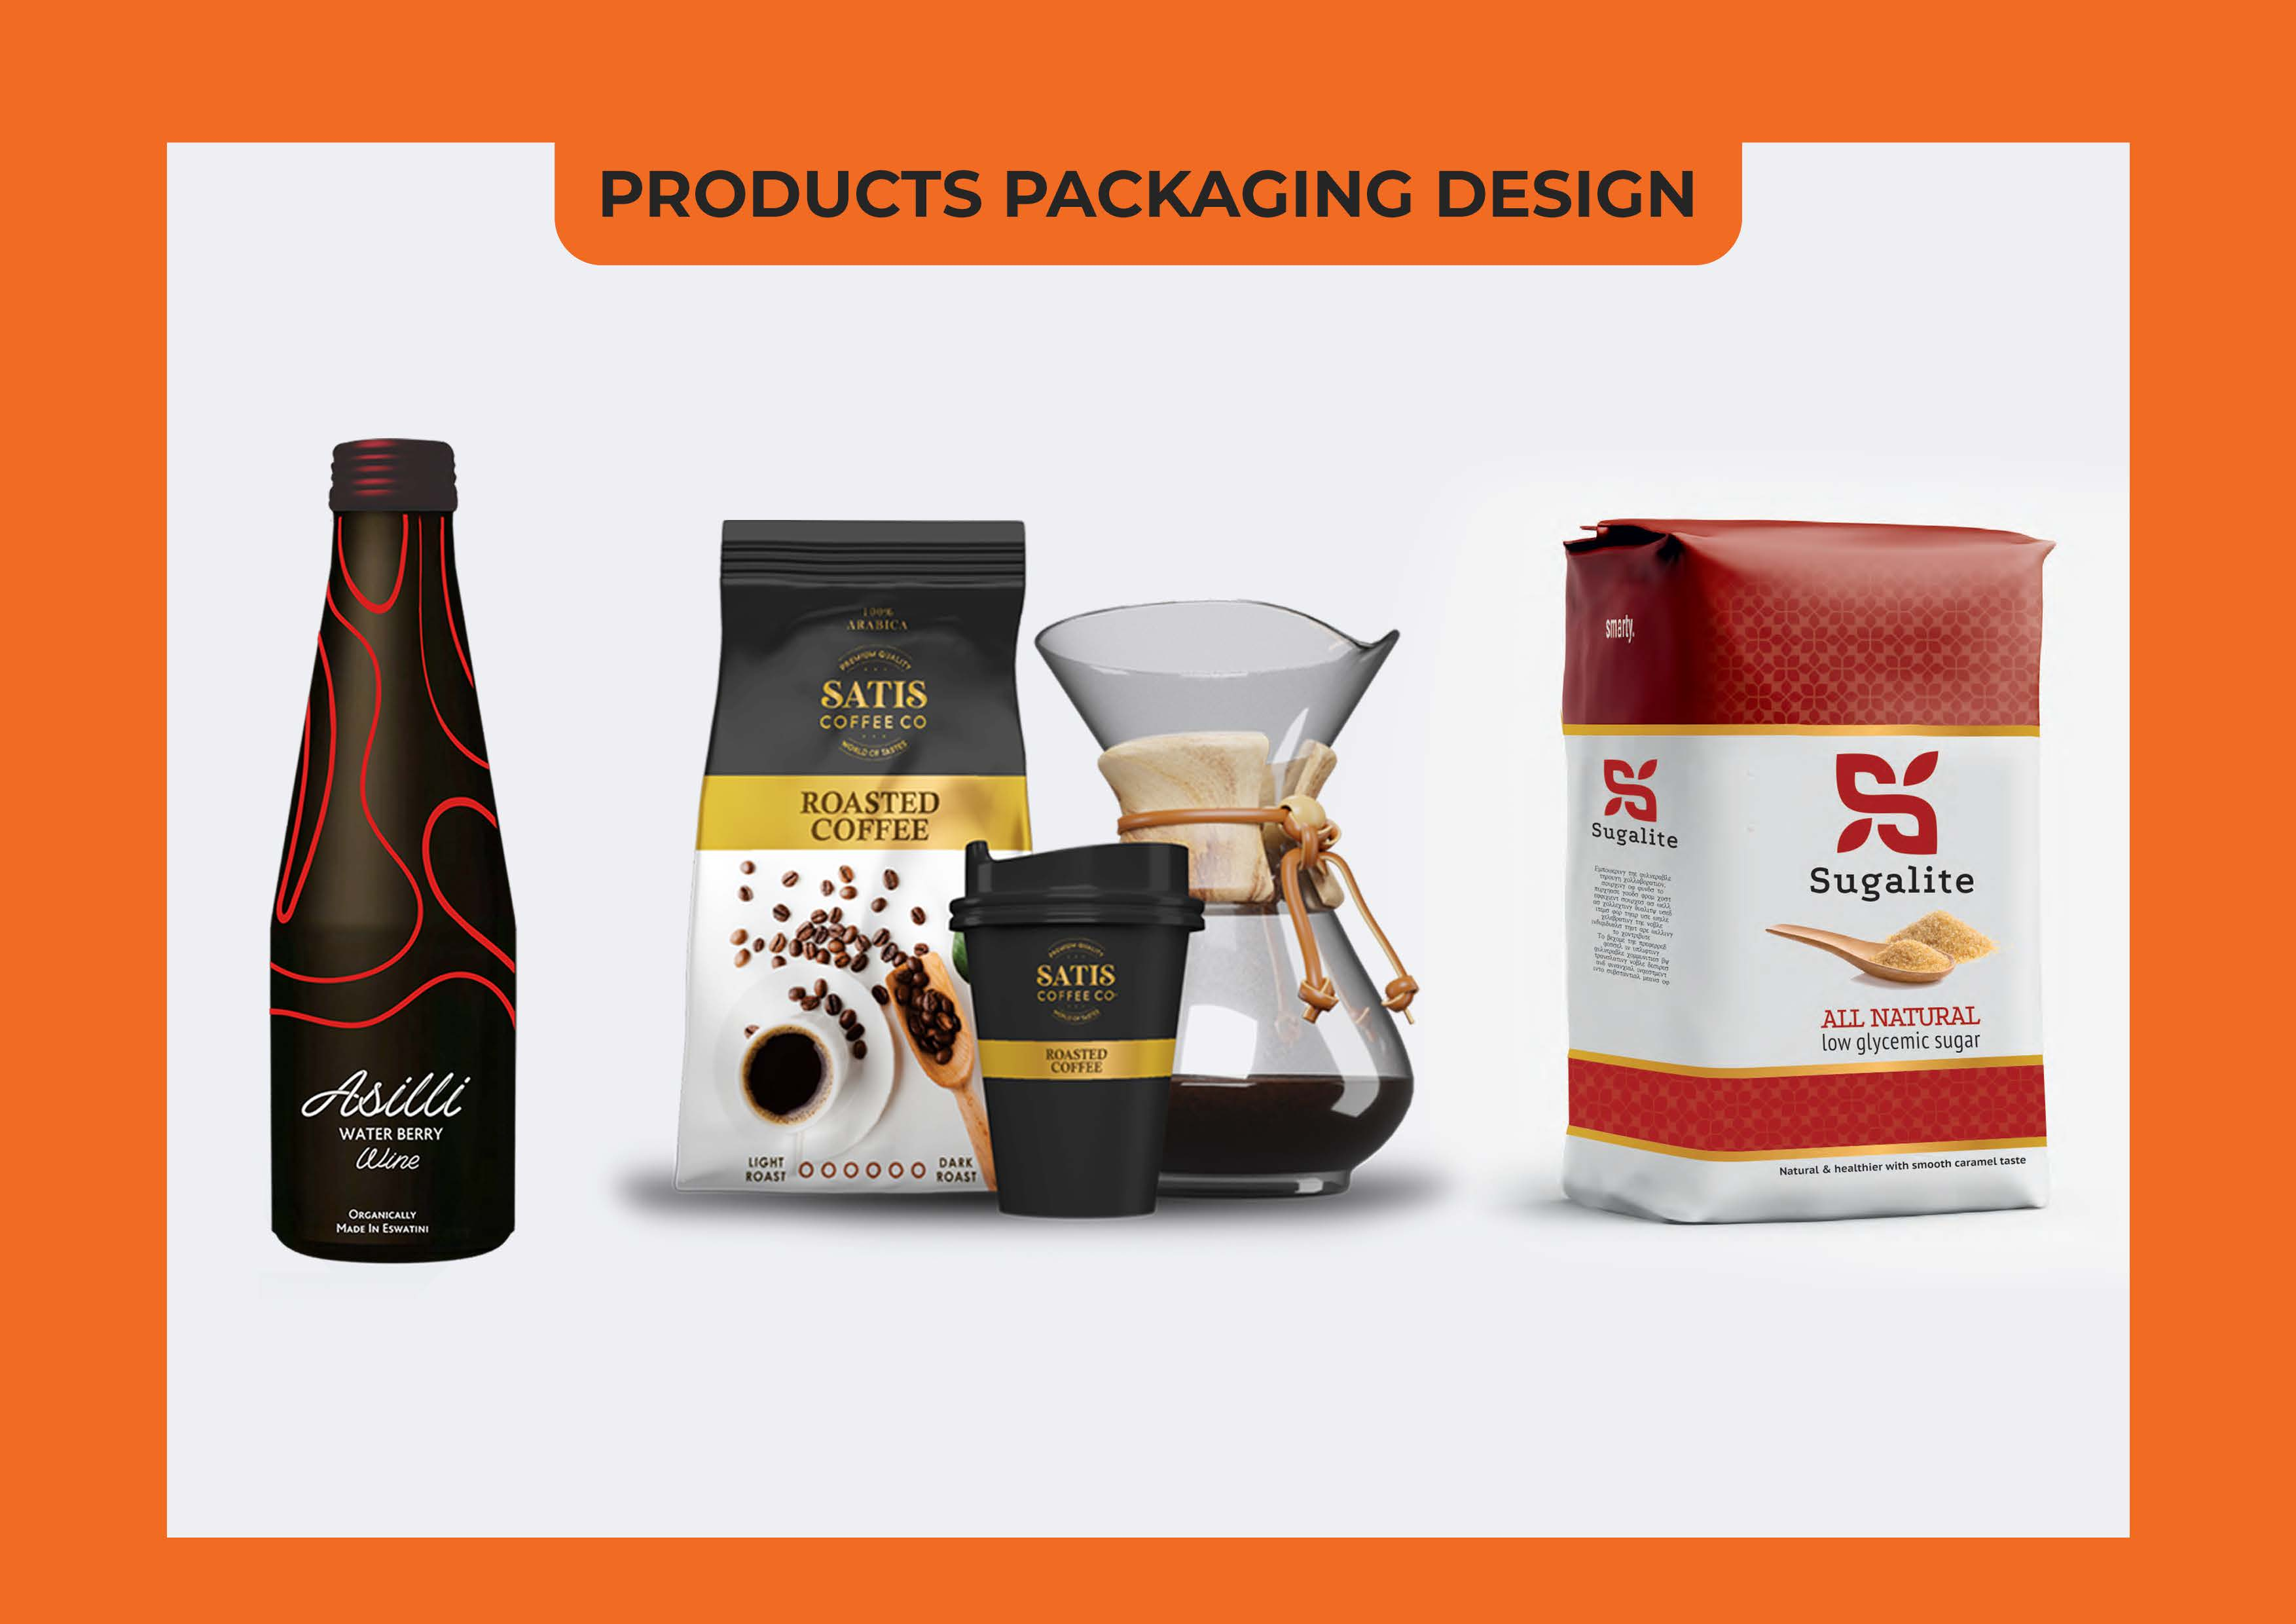 PRODUCTS PACKAGING DESIGN
Asilli
WATER BERRY
Wine
ORGANICALLY
MADE IN ESWATINI
100%
ARABICA
PREMIUM QUALITY
SATIS
COFFEE CO
WORLD OF TASTES
ROASTED
COFFEE
LIGHT
ROAST
DARK
ROAST
PREMIUM QUALITY
SATIS
COFFEE CO
WORLD OF TASTES
ROASTED
COFFEE
smarty.
Sugalite
Sugalite
ALL NATURAL
low glycemic sugar
Natural & healthier with smooth caramel taste